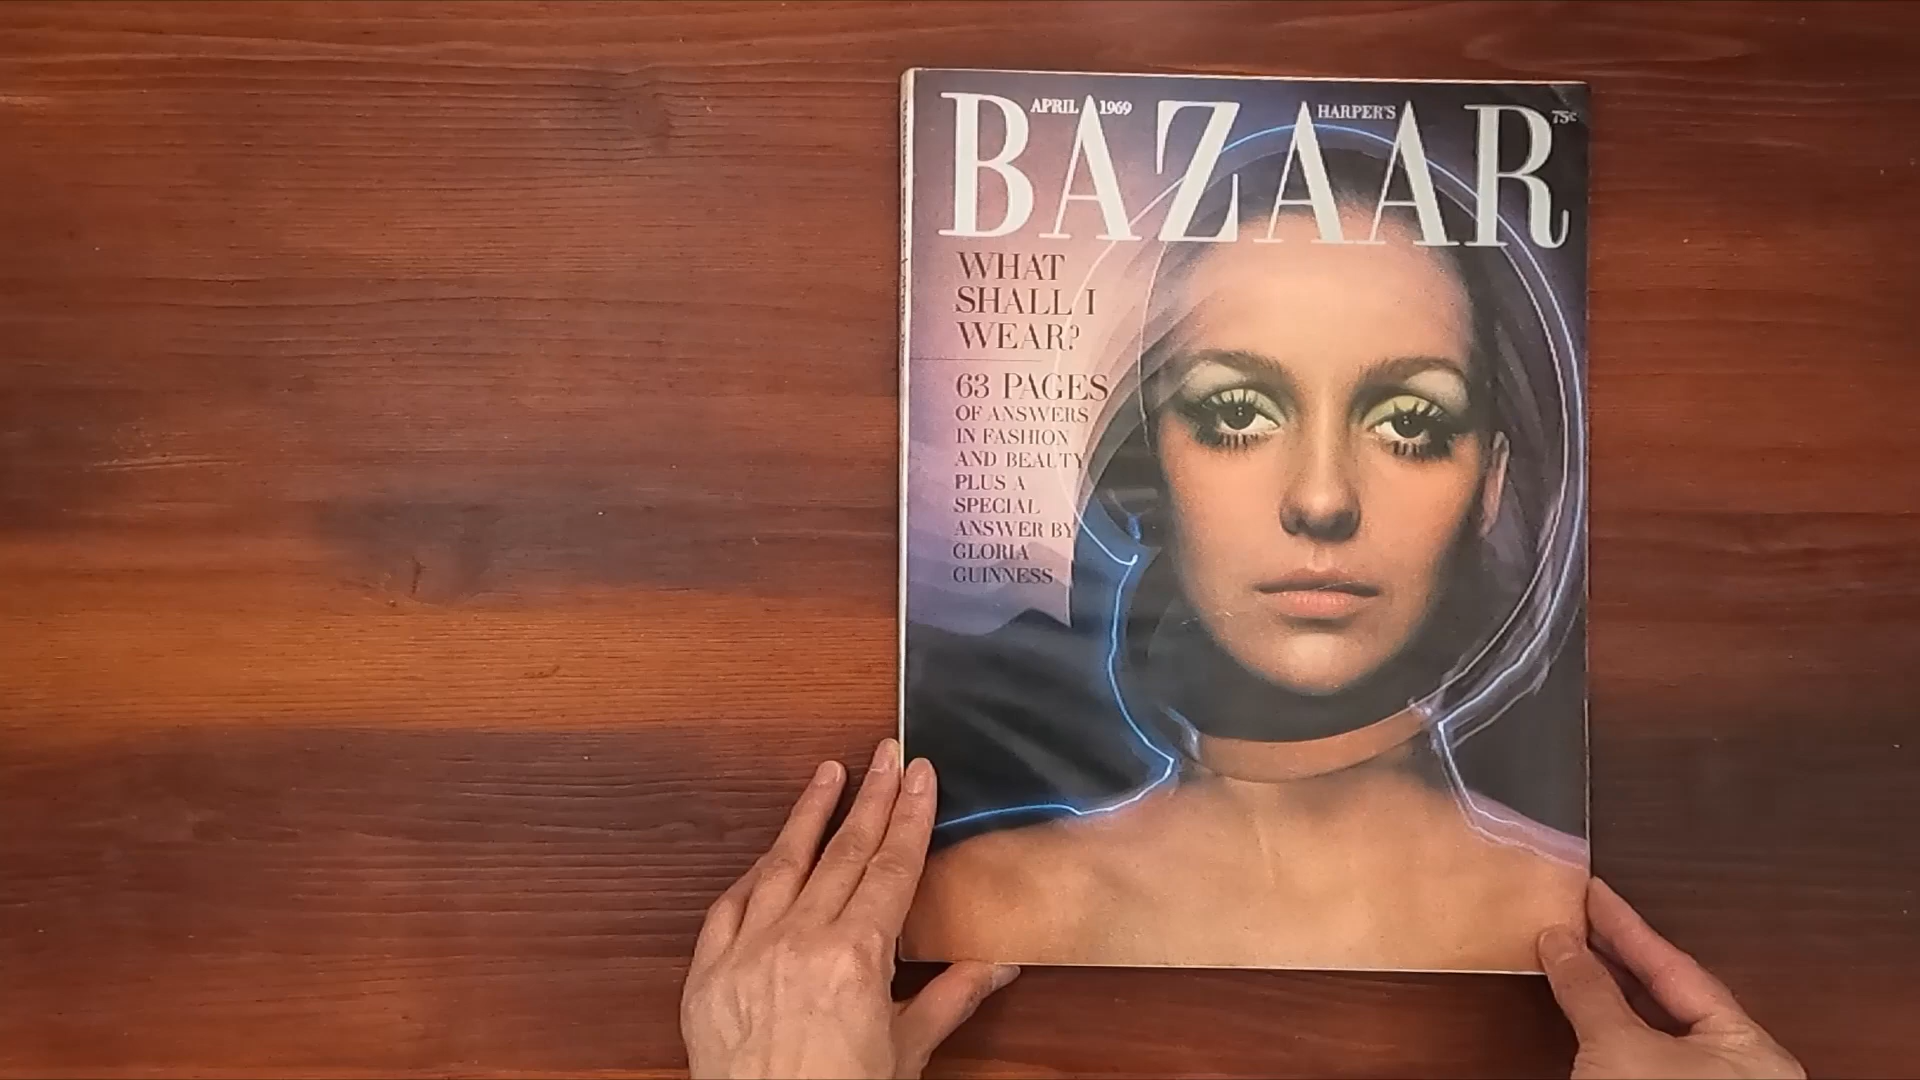 APRIL 1969
HARPER'S
75¢
BAZAAR
WHAT
SHALL I
WEAR?
63 PAGES
OF ANSWERS
IN FASHION
AND BEAUTY
PLUS A
SPECIAL
ANSWER BY
GLORIA
GUINNESS